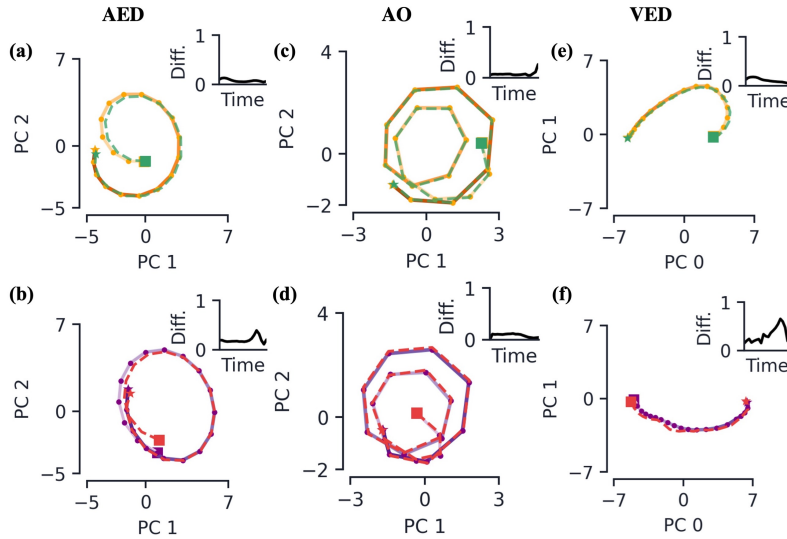 AED AO VED
(a) 7 0 −5 PC 2 −5 0 7 PC 1 Diff. 1 0 Time
(c) 4 2 0 −2 PC 2 −3 0 3 PC 1 Diff. 1 0 Time
(e) 7 0 −7 PC 1 −7 0 7 PC 0 Diff. 1 0 Time
(b) 7 0 −5 PC 2 −5 0 7 PC 1 Diff. 1 0 Time
(d) 4 2 0 −2 PC 2 −3 0 3 PC 1 Diff. 1 0 Time
(f) 7 0 −7 PC 1 −7 0 7 PC 0 Diff. 1 0 Time